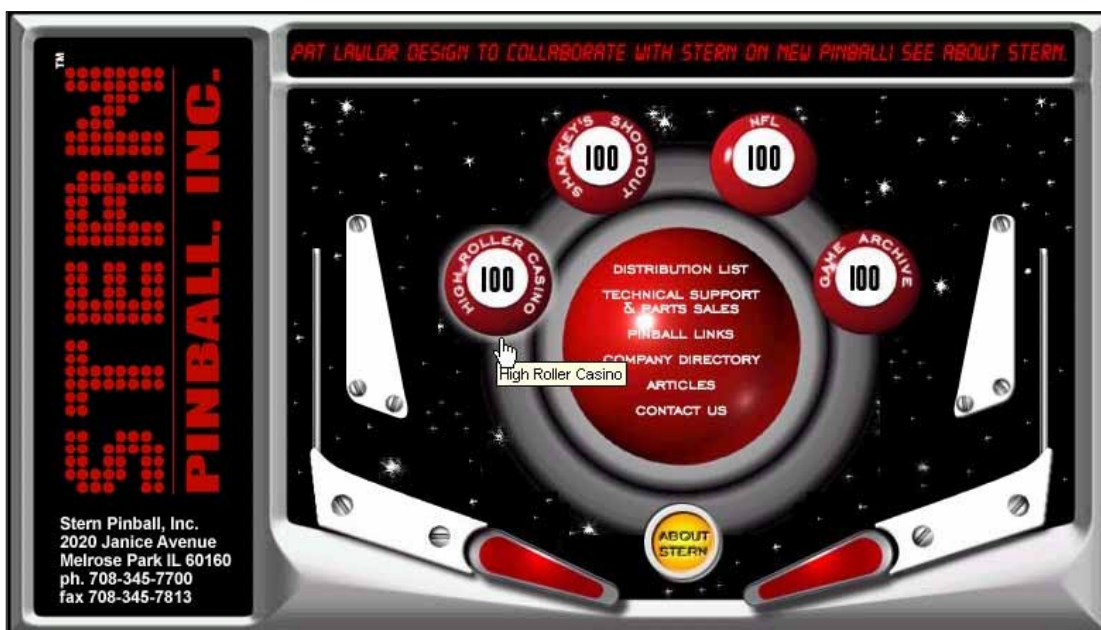 STERN™
PINBALL. INC.
Stern Pinball, Inc.
2020 Janice Avenue
Melrose Park IL 60160
ph. 708-345-7700
fax 708-345-7813
PAT LAWLOR DESIGN TO COLLABORATE WITH STERN ON NEW PINBALL! SEE ABOUT STERN.
SHARKEY'S SHOOTOUT
100
NFL
100
HIGH ROLLER CASINO
100
GAME ARCHIVE
100
DISTRIBUTION LIST
TECHNICAL SUPPORT
& PARTS SALES
PINBALL LINKS
COMPANY DIRECTORY
High Roller Casino
ARTICLES
CONTACT US
ABOUT
STERN